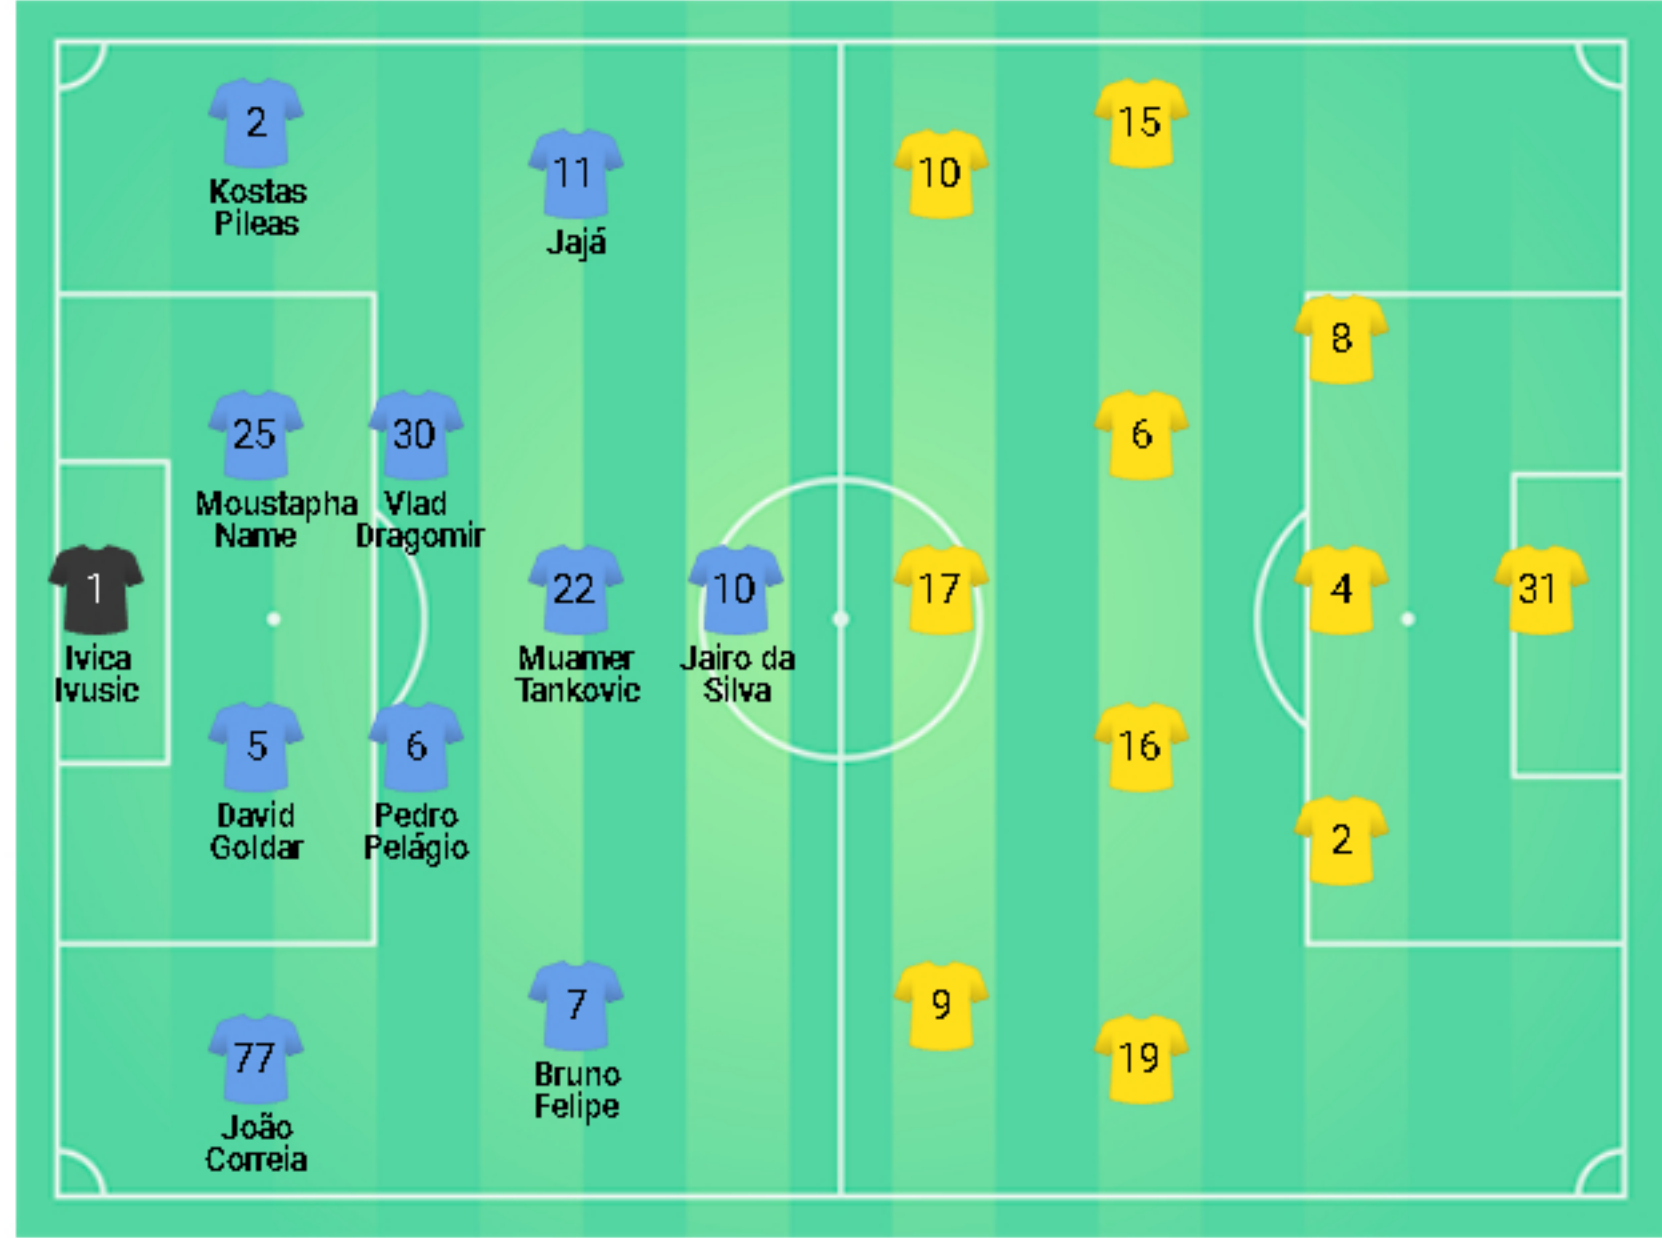 2
Kostas
Pileas
11
Jajá
10
15
8
25
Moustapha
Name
30
Vlad
Dragomir
6
1
Ivica
Ivusic
22
Muamer
Tankovic
10
Jairo da
Silva
17
4
31
5
David
Goldar
6
Pedro
Pelágio
16
2
7
Bruno
Felipe
9
77
João
Correia
19